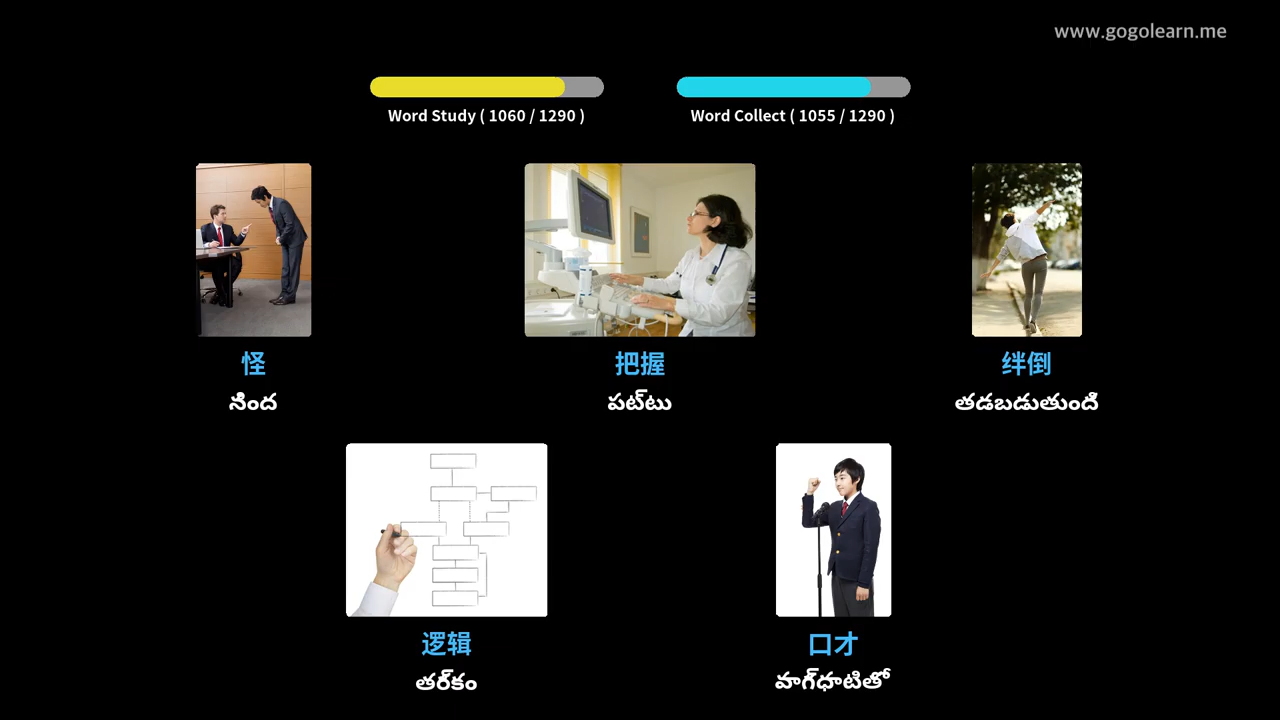 www.gogolearn.me
Word Study ( 1060 / 1290 )
Word Collect ( 1055 / 1290 )
怪
నింద
把握
పట్టు
绊倒
తడబడుతుంది
逻辑
తర్కం
口才
వాగ్ధాటితో